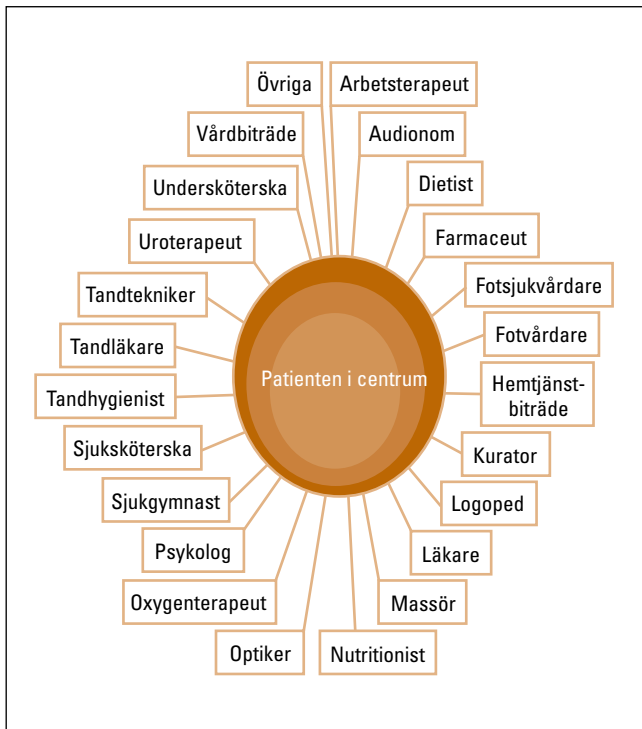 Övriga
Arbetsterapeut
Vårdbiträde
Audionom
Undersköterska
Dietist
Uroterapeut
Farmaceut
Tandtekniker
Fotsjukvårdare
Tandläkare
Fotvårdare
Patienten i centrum
Tandhygienist
Hemtjänst-
biträde
Sjuksköterska
Kurator
Sjukgymnast
Logoped
Psykolog
Läkare
Oxygenterapeut
Massör
Optiker
Nutritionist